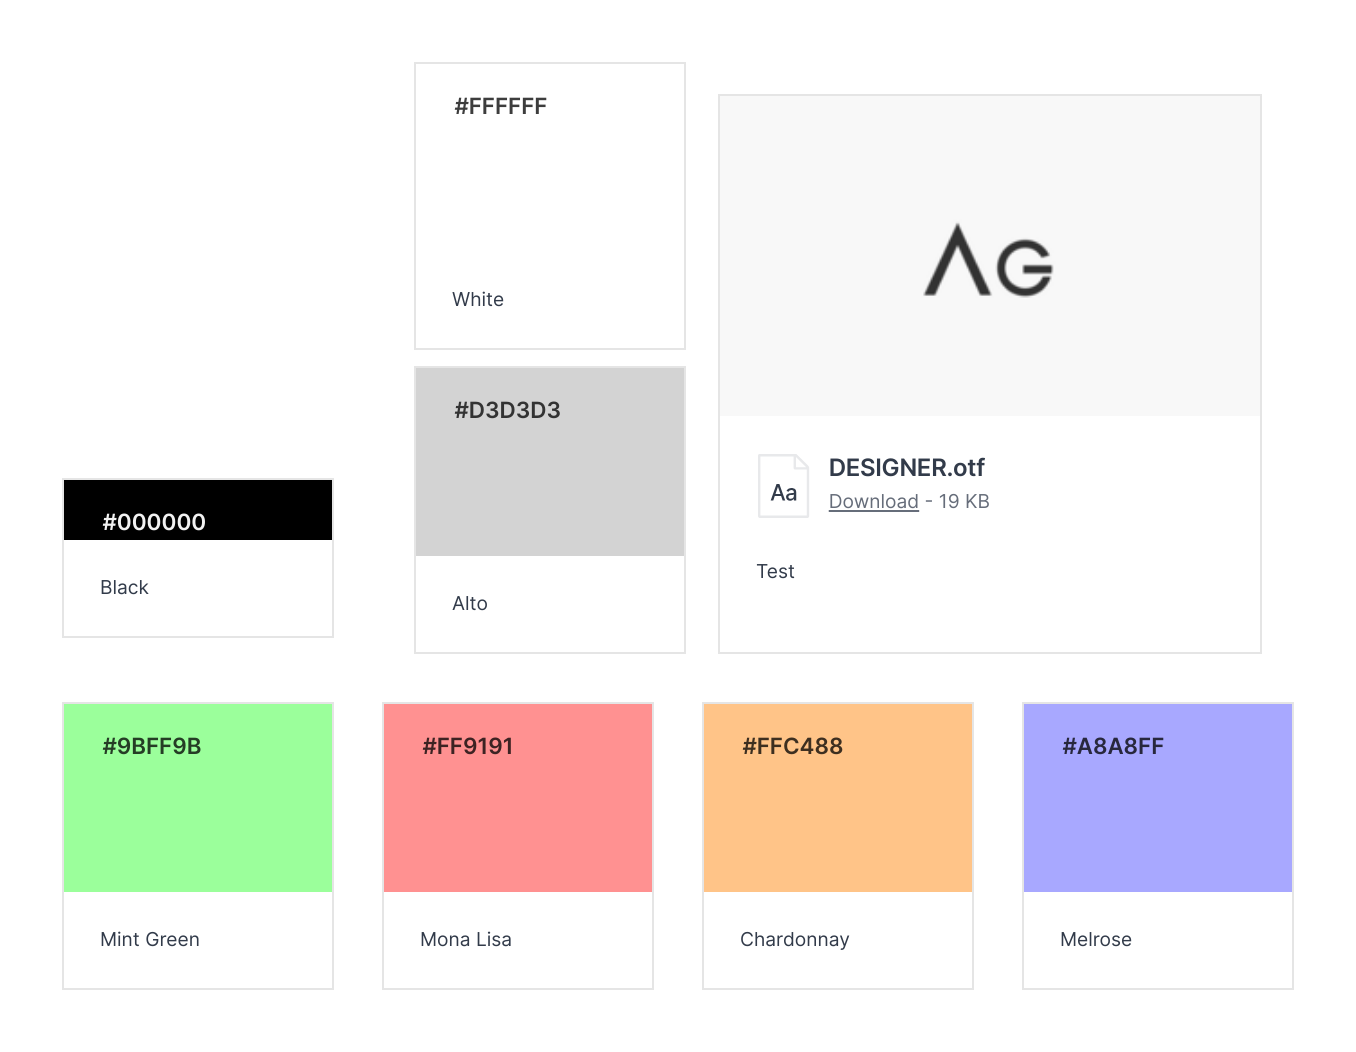 #FFFFFF
White
#D3D3D3
Alto
AG
Aa
DESIGNER.otf
Download - 19 KB
Test
#000000
Black
#9BFF9B
Mint Green
#FF9191
Mona Lisa
#FFC488
Chardonnay
#A8A8FF
Melrose